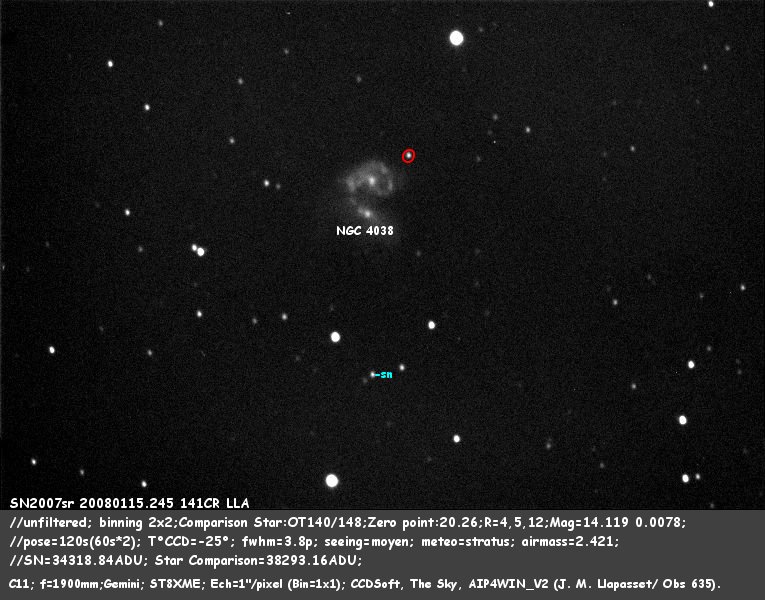 NGC 4038
-sn
SN2007sr 20080115.245 141CR LLA
//unfiltered; binning 2x2;Comparison Star:OT140/148;Zero point:20.26;R=4,5,12;Mag=14.119 0.0078;
//pose=120s(60s*2); T°CCD=-25°; fwhm=3.8p; seeing=moyen; meteo=stratus; airmass=2.421;
//SN=34318.84ADU; Star Comparison=38293.16ADU;
C11; f=1900mm;Gemini; ST8XME; Ech=1"/pixel (Bin=1x1); CCDSoft, The Sky, AIP4WIN_V2 (J. M. Llapasset/ Obs 635).